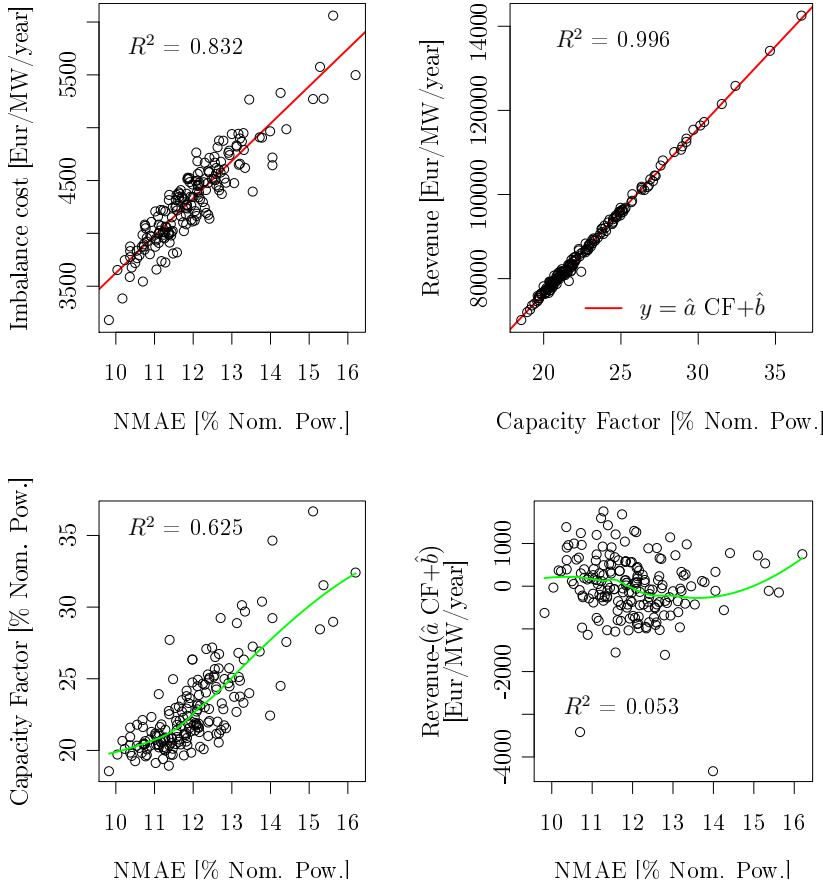 Imbalance cost [Eur/MW/year]
3500 4500 5500
R² = 0.832
10 11 12 13 14 15 16
NMAE [% Nom. Pow.]
Revenue [Eur/MW/year]
80000 100000 120000 140000
R² = 0.996
y = â CF+b̂
20 25 30 35
Capacity Factor [% Nom. Pow.]
Capacity Factor [% Nom. Pow.]
20 25 30 35
R² = 0.625
10 11 12 13 14 15 16
NMAE [% Nom. Pow.]
Revenue-(â CF+b̂)
[Eur/MW/year]
-4000 -2000 0 1000
R² = 0.053
10 11 12 13 14 15 16
NMAE [% Nom. Pow.]